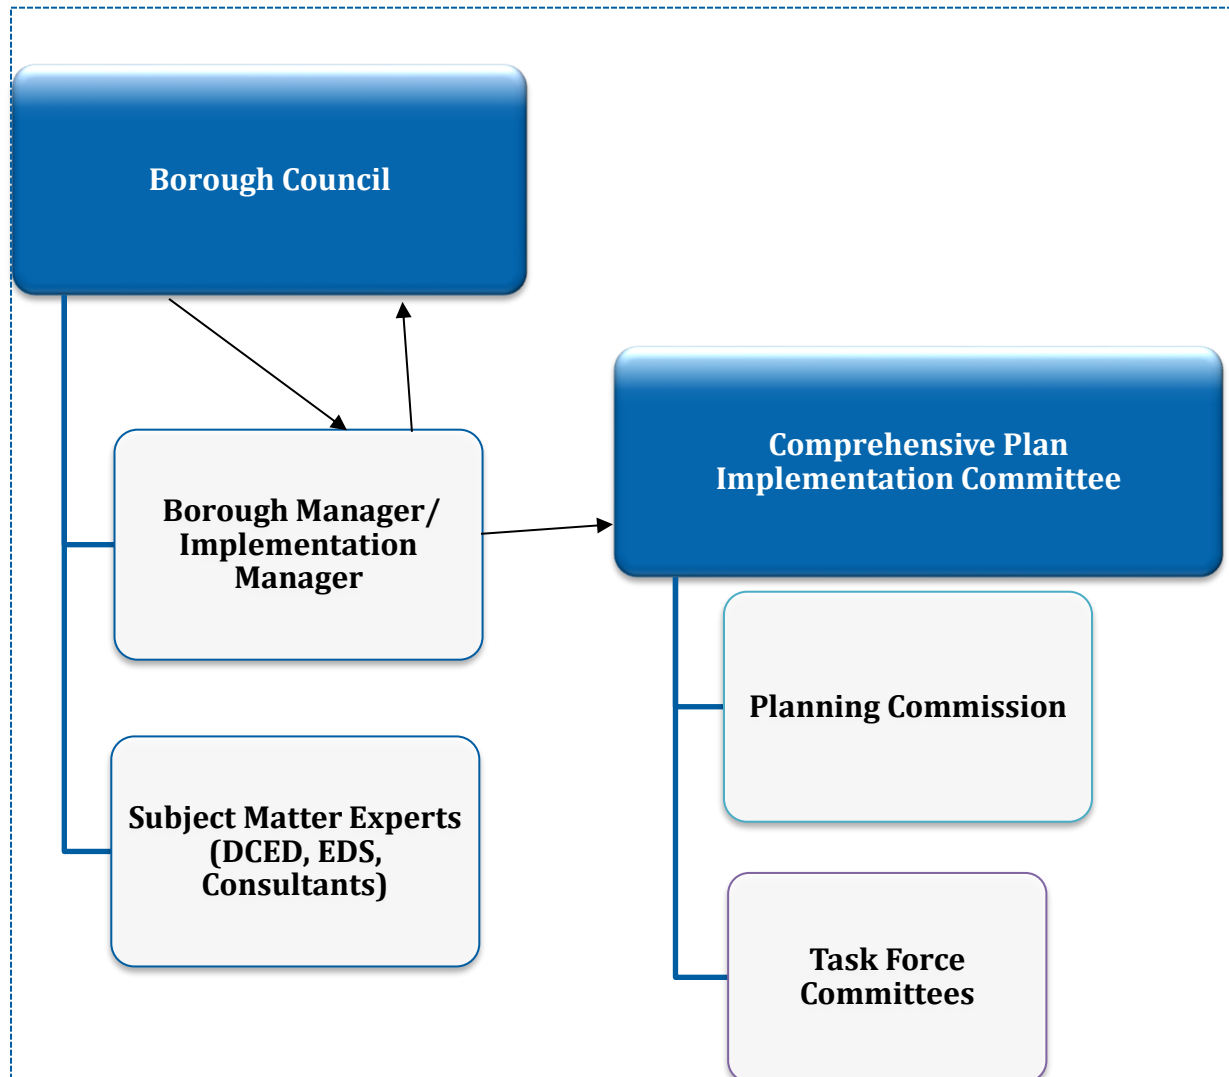 Borough Council
Borough Manager/
Implementation
Manager
Subject Matter Experts
(DCED, EDS,
Consultants)
Comprehensive Plan
Implementation Committee
Planning Commission
Task Force
Committees